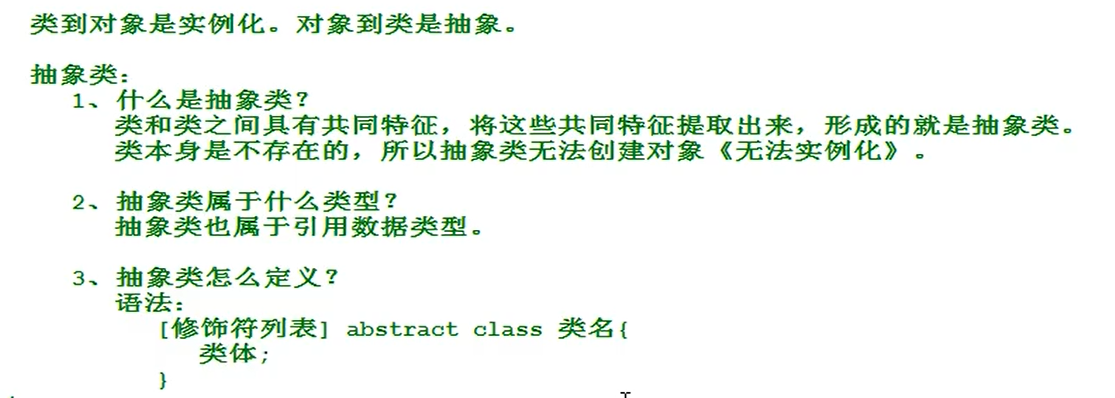 类到对象是实例化。对象到类是抽象。
抽象类：
1、什么是抽象类？
类和类之间具有共同特征，将这些共同特征提取出来，形成的就是抽象类。
类本身是不存在的，所以抽象类无法创建对象《无法实例化》。
2、抽象类属于什么类型？
抽象类也属于引用数据类型。
3、抽象类怎么定义？
语法：
[修饰符列表] abstract class 类名{
类体;
}